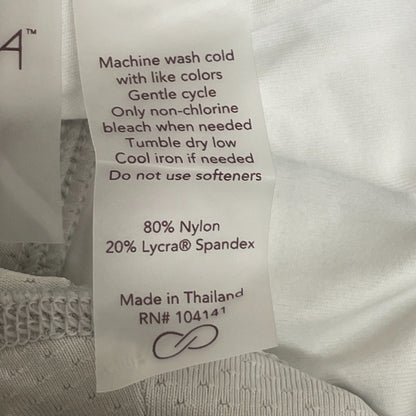 A™
Machine wash cold
with like colors
Gentle cycle
Only non-chlorine
bleach when needed
Tumble dry low
Cool iron if needed
Do not use softeners
80% Nylon
20% Lycra® Spandex
Made in Thailand
RN# 104141